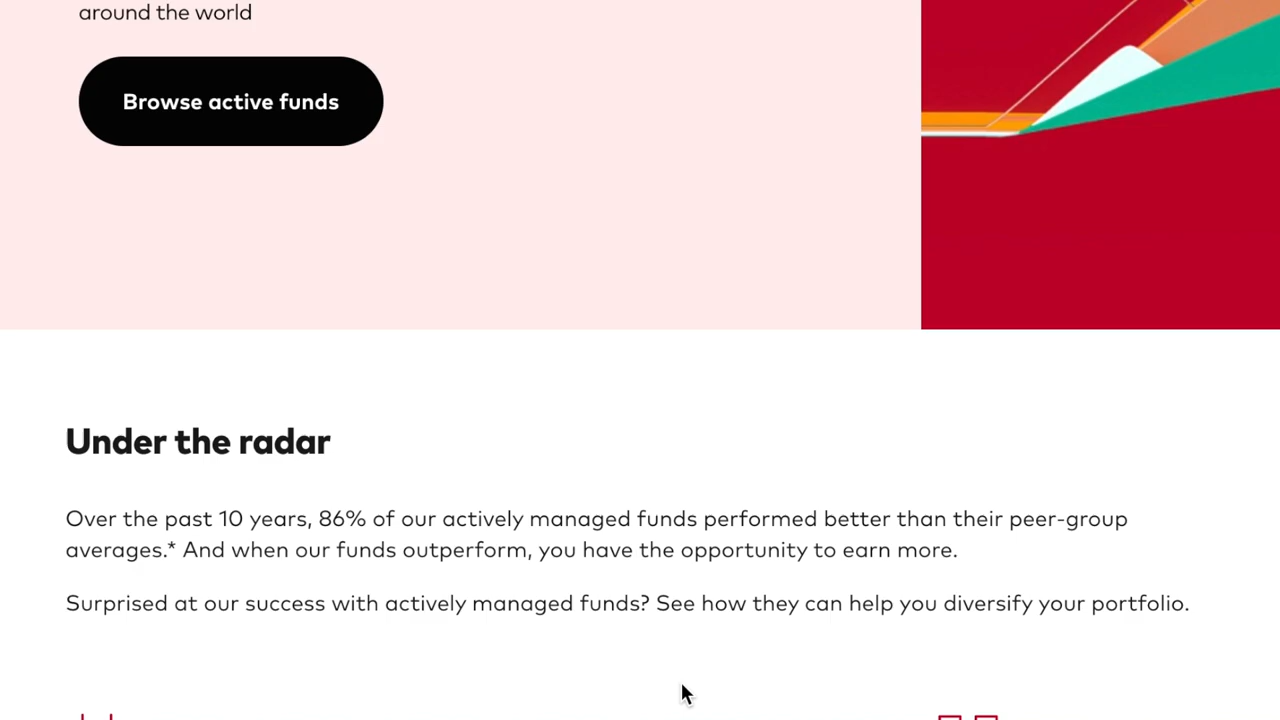 around the world
Browse active funds
Under the radar
Over the past 10 years, 86% of our actively managed funds performed better than their peer-group
averages.* And when our funds outperform, you have the opportunity to earn more.
Surprised at our success with actively managed funds? See how they can help you diversify your portfolio.